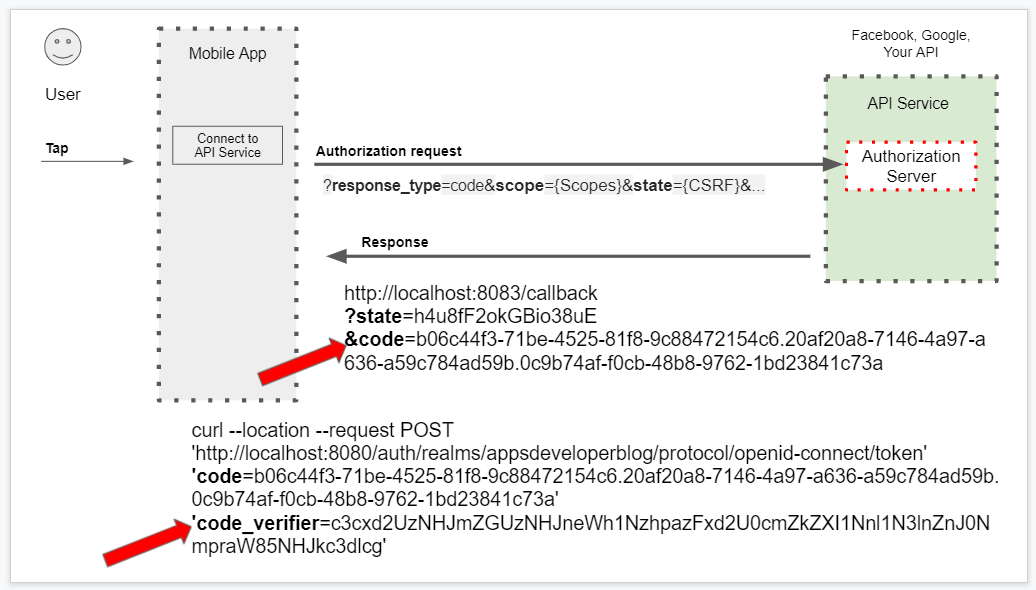 Facebook, Google,
Your API
User
Mobile App
API Service
Tap
Connect to
API Service
Authorization request
Authorization
Server
?response_type=code&scope={Scopes}&state={CSRF}&...
Response
http://localhost:8083/callback
?state=h4u8fF2okGBio38uE
&code=b06c44f3-71be-4525-81f8-9c88472154c6.20af20a8-7146-4a97-a
636-a59c784ad59b.0c9b74af-f0cb-48b8-9762-1bd23841c73a
curl --location --request POST
'http://localhost:8080/auth/realms/appsdeveloperblog/protocol/openid-connect/token'
'code=b06c44f3-71be-4525-81f8-9c88472154c6.20af20a8-7146-4a97-a636-a59c784ad59b.
0c9b74af-f0cb-48b8-9762-1bd23841c73a'
'code_verifier=c3cxd2UzNHJmZGUzNHJneWh1NzhpazFxd2U0cmZkZXI1Nnl1N3lnZnJ0N
mpraW85NHJkc3dlcg'